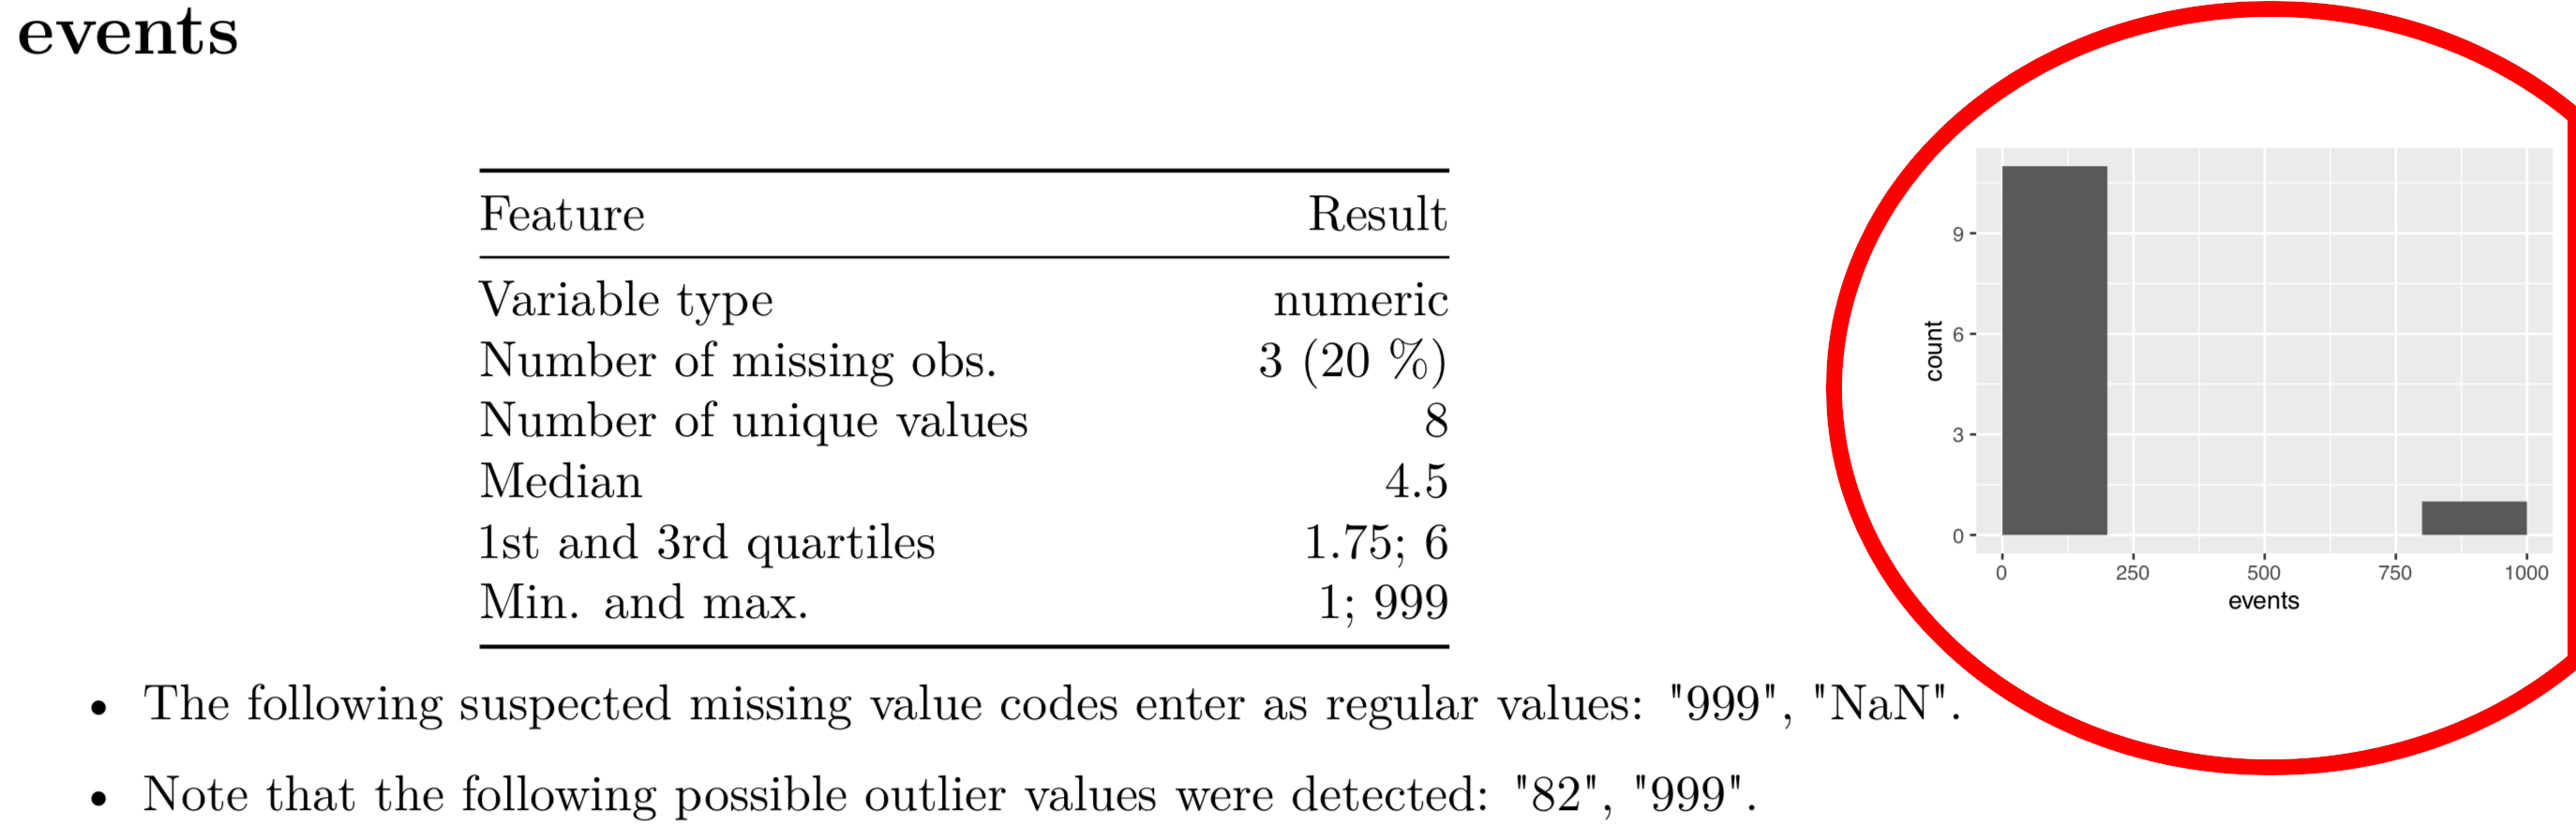 events
Feature Result
Variable type numeric
Number of missing obs. 3 (20 %)
Number of unique values 8
Median 4.5
1st and 3rd quartiles 1.75; 6
Min. and max. 1; 999
9
6
3
0
count
0 250 500 750 1000
events
• The following suspected missing value codes enter as regular values: "999", "NaN".
• Note that the following possible outlier values were detected: "82", "999".